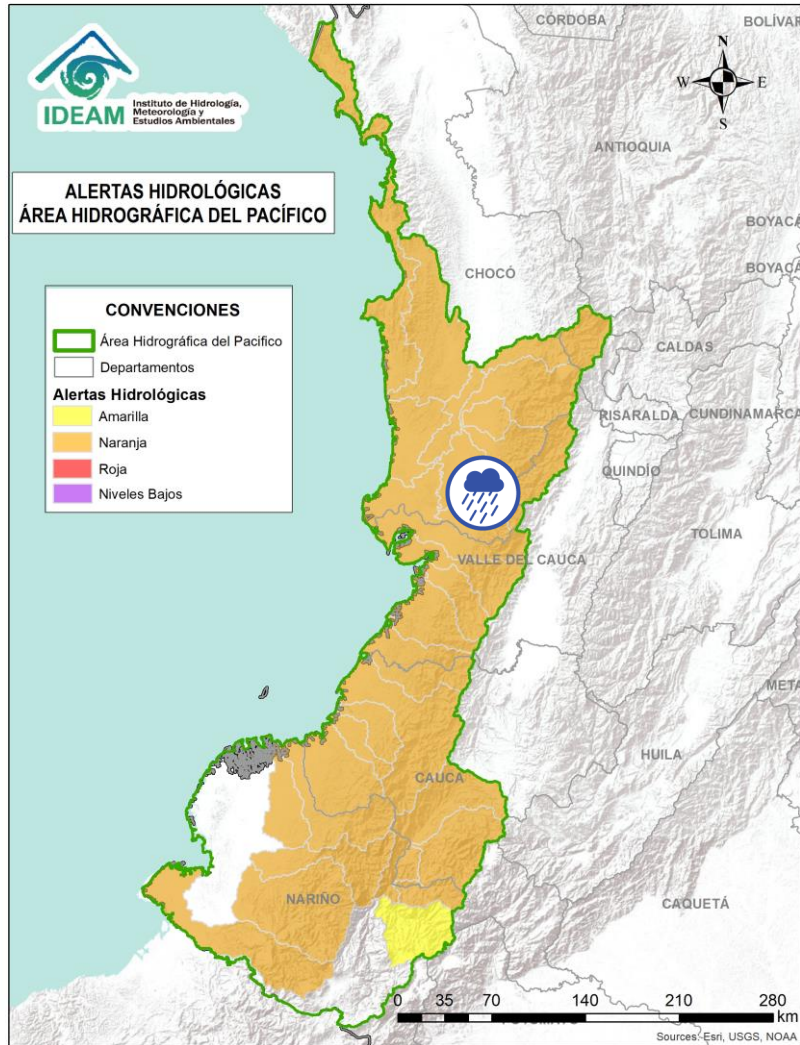 CÓRDOBA
BOLÍVAR
N
W E
S
IDEAM
Instituto de Hidrología,
Meteorología y
Estudios Ambientales
ANTIOQUIA
ALERTAS HIDROLÓGICAS
ÁREA HIDROGRÁFICA DEL PACÍFICO
BOYACÁ
BOYACÁ
CHOCÓ
CONVENCIONES
Área Hidrográfica del Pacifico
Departamentos
Alertas Hidrológicas
Amarilla
Naranja
Roja
Niveles Bajos
CALDAS
RISARALDA
CUNDINAMARCA
QUINDÍO
TOLIMA
VALLE DEL CAUCA
META
HUILA
CAUCA
NARIÑO
CAQUETÁ
0 35 70 140 210 280
km
Sources: Esri, USGS, NOAA